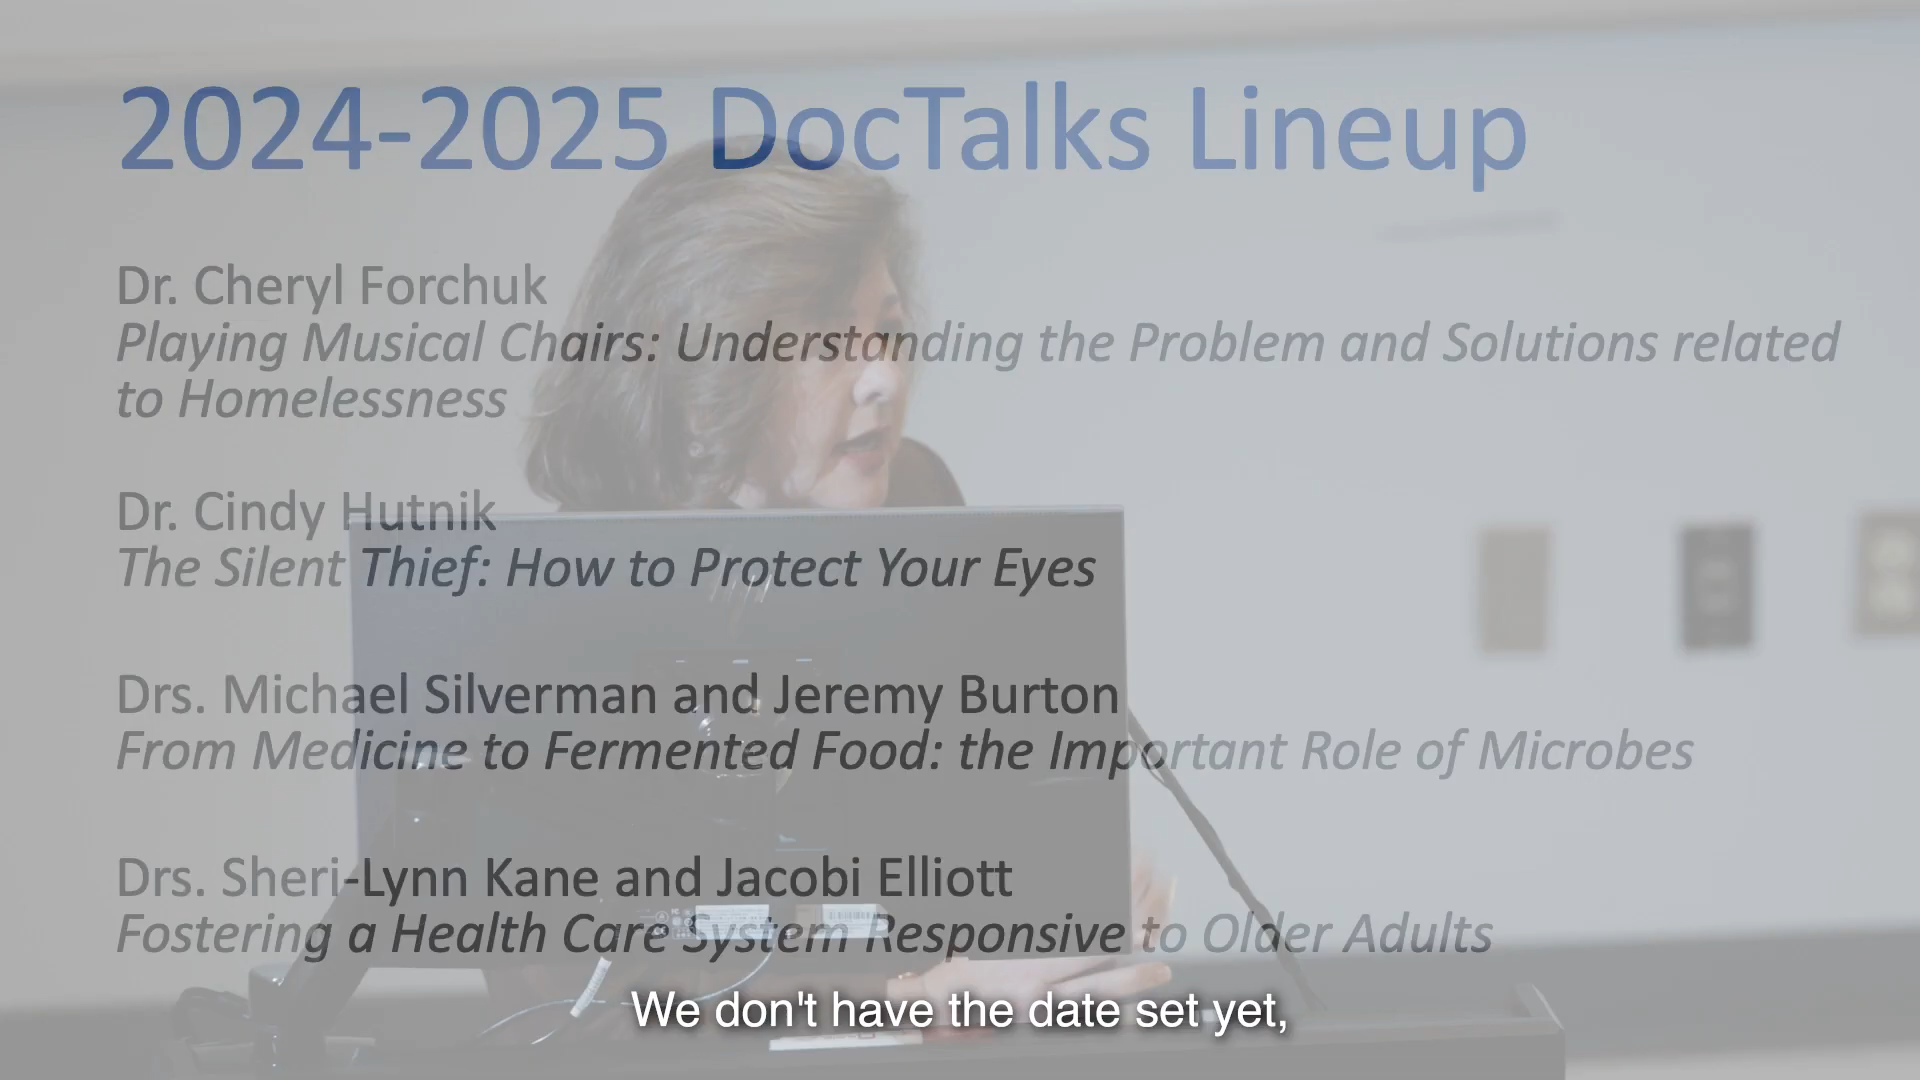 2024-2025 DocTalks Lineup
Dr. Cheryl Forchuk
Playing Musical Chairs: Understanding the Problem and Solutions related
to Homelessness
Dr. Cindy Hutnik
The Silent Thief: How to Protect Your Eyes
Drs. Michael Silverman and Jeremy Burton
From Medicine to Fermented Food: the Important Role of Microbes
Drs. Sheri-Lynn Kane and Jacobi Elliott
Fostering a Health Care System Responsive to Older Adults
We don't have the date set yet,